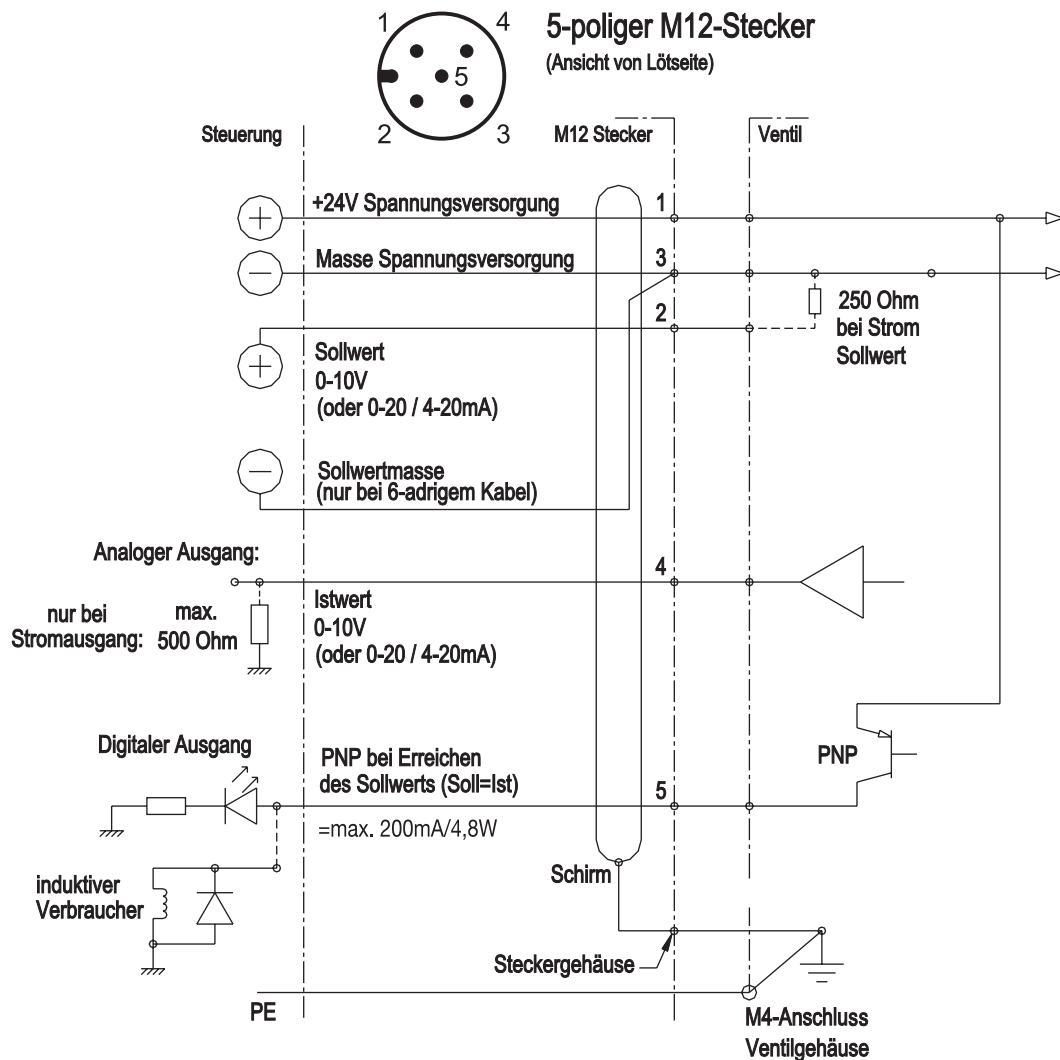 1
4
5-poliger M12-Stecker
(Ansicht von Lötseite)
5
2
3
Steuerung
M12 Stecker
Ventil
+24V Spannungsversorgung
1
Masse Spannungsversorgung
3
2
250 Ohm
bei Strom
Sollwert
Sollwert
0-10V
(oder 0-20 / 4-20mA)
Sollwertmasse
(nur bei 6-adrigem Kabel)
Analoger Ausgang:
4
nur bei
Stromausgang:
max.
500 Ohm
Istwert
0-10V
(oder 0-20 / 4-20mA)
Digitaler Ausgang
PNP bei Erreichen
des Sollwerts (Soll=Ist)
PNP
5
=max. 200mA/4,8W
Schirm
induktiver
Verbraucher
Steckergehäuse
PE
M4-Anschluss
Ventilgehäuse